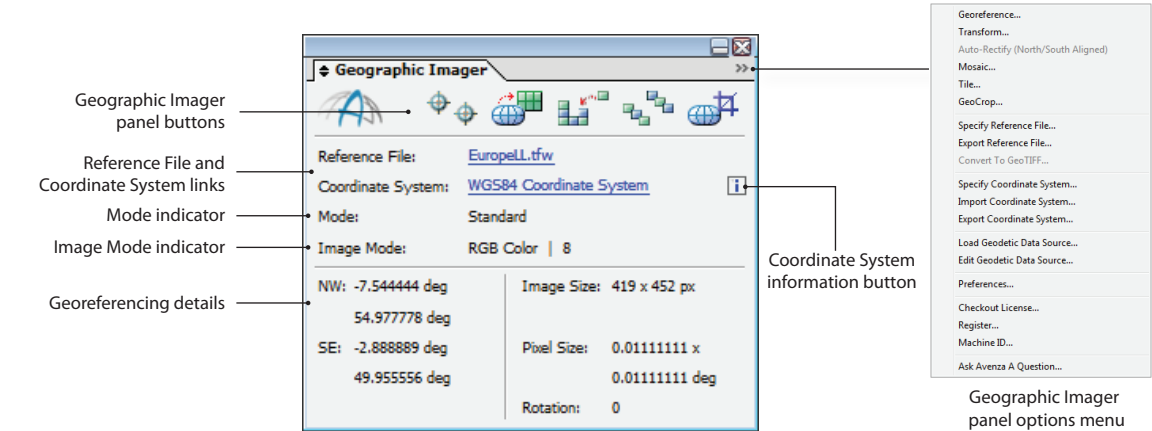 Geographic Imager
panel buttons
Reference File and
Coordinate System links
Mode indicator
Image Mode indicator
Georeferencing details
Geographic Imager
Reference File: EuropeLL.tfw
Coordinate System: WGS84 Coordinate System
Mode: Standard
Image Mode: RGB Color | 8
NW: -7.544444 deg
54.977778 deg
SE: -2.888889 deg
49.955556 deg
Image Size: 419 x 452 px
Pixel Size: 0.01111111 x
0.01111111 deg
Rotation: 0
Coordinate System
information button
Georeference...
Transform...
Auto-Rectify (North/South Aligned)
Mosaic...
Tile...
GeoCrop...
Specify Reference File...
Export Reference File...
Convert To GeoTIFF...
Specify Coordinate System...
Import Coordinate System...
Export Coordinate System...
Load Geodetic Data Source...
Edit Geodetic Data Source...
Preferences...
Checkout License...
Register...
Machine ID...
Ask Avenza A Question...
Geographic Imager
panel options menu